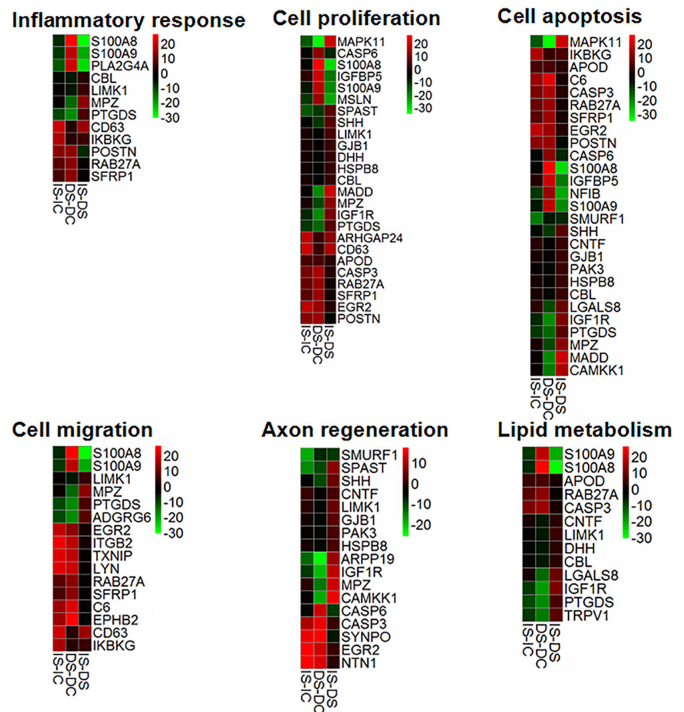 Inflammatory response
S100A8
S100A9
PLA2G4A
CBL
LIMK1
MPZ
PTGDS
CD63
IKBKG
POSTN
RAB27A
SFRP1
20
10
0
-10
-20
-30
IS-IC
DS-DC
IS-DS
Cell proliferation
MAPK11
CASP6
S100A8
IGFBP5
S100A9
MSLN
SPAST
SHH
LIMK1
GJB1
DHH
HSPB8
CBL
MADD
MPZ
IGF1R
PTGDS
ARHGAP24
CD63
APOD
CASP3
RAB27A
SFRP1
EGR2
POSTN
20
10
0
-10
-20
-30
IS-IC
DS-DC
IS-DS
Cell apoptosis
MAPK11
IKBKG
APOD
C6
CASP3
RAB27A
SFRP1
EGR2
POSTN
CASP6
S100A8
IGFBP5
NFIB
S100A9
SMURF1
SHH
CNTF
GJB1
PAK3
HSPB8
CBL
LGALS8
IGF1R
PTGDS
MPZ
MADD
CAMKK1
20
10
0
-10
-20
-30
IS-IC
DS-DC
IS-DS
Cell migration
S100A8
S100A9
LIMK1
MPZ
PTGDS
ADGRG6
EGR2
ITGB2
TXNIP
LYN
RAB27A
SFRP1
C6
EPHB2
CD63
IKBKG
20
10
0
-10
-20
-30
IS-IC
DS-DC
IS-DS
Axon regeneration
SMURF1
SPAST
SHH
CNTF
LIMK1
GJB1
PAK3
HSPB8
ARPP19
IGF1R
MPZ
CAMKK1
CASP6
CASP3
SYNPO
EGR2
NTN1
10
0
-10
-20
IS-IC
DS-DC
IS-DS
Lipid metabolism
S100A9
S100A8
APOD
RAB27A
CASP3
CNTF
LIMK1
DHH
CBL
LGALS8
IGF1R
PTGDS
TRPV1
20
10
0
-10
-20
-30
IS-IC
DS-DC
IS-DS